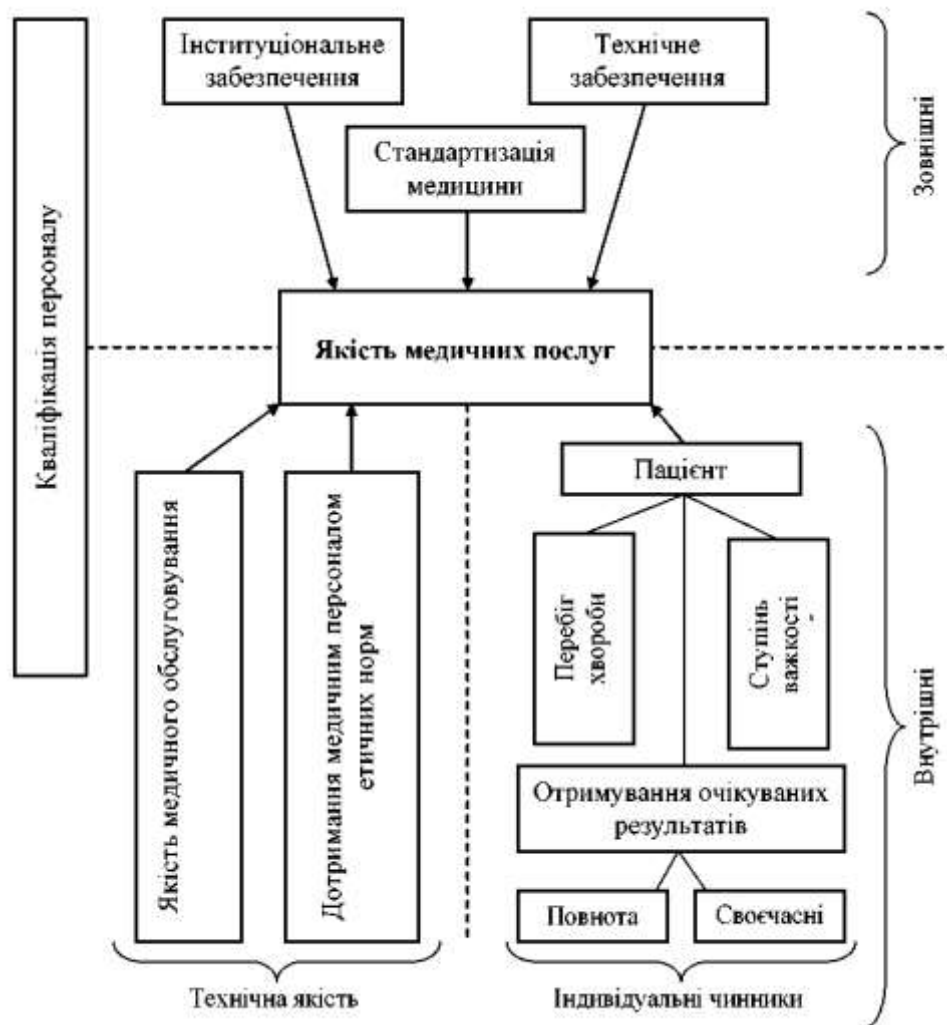 Інституціональне
забезпечення
Технічне
забезпечення
Стандартизація
медицини
Зовнішні
Кваліфікація персоналу
Якість медичних послуг
Якість медичного обслуговування
Дотримання медичним персоналом
етичних норм
Пацієнт
Перебіг
хвороби
Ступінь
важкості
Отримування очікуваних
результатів
Повнота
Своєчасні
Внутрішні
Технічна якість
Індивідуальні чинники